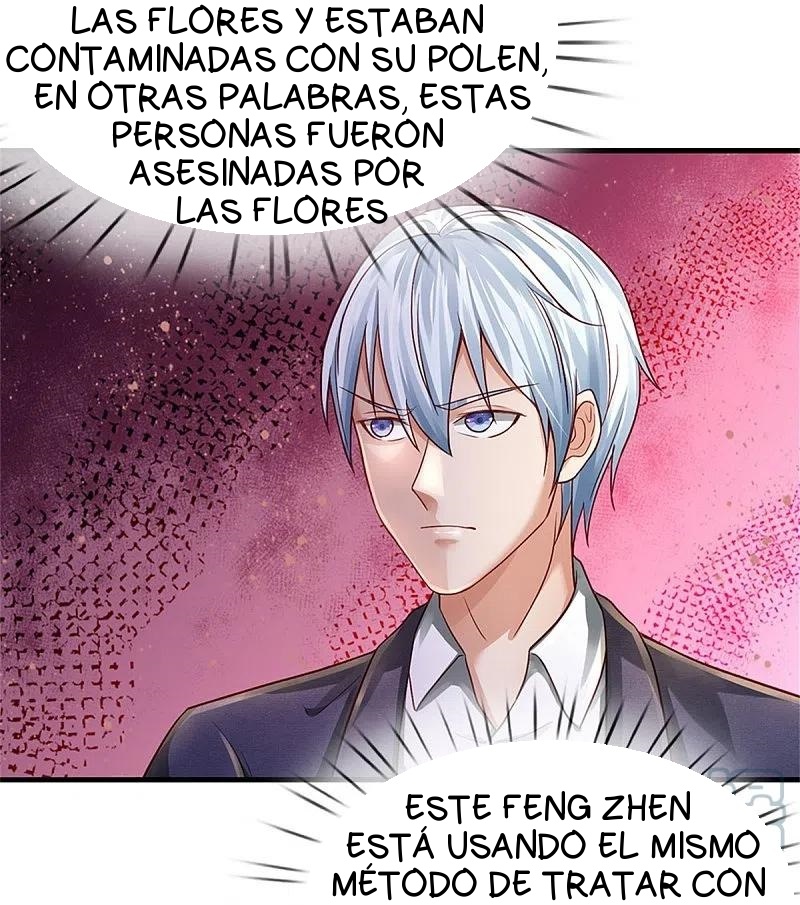 LAS FLORES Y ESTABAN
CONTAMINADAS CON SU POLEN,
EN OTRAS PALABRAS, ESTAS
PERSONAS FUERON
ASESINADAS POR
LAS FLORES
ESTE FENG ZHEN
ESTÁ USANDO EL MISMO
MÉTODO DE TRATAR CON